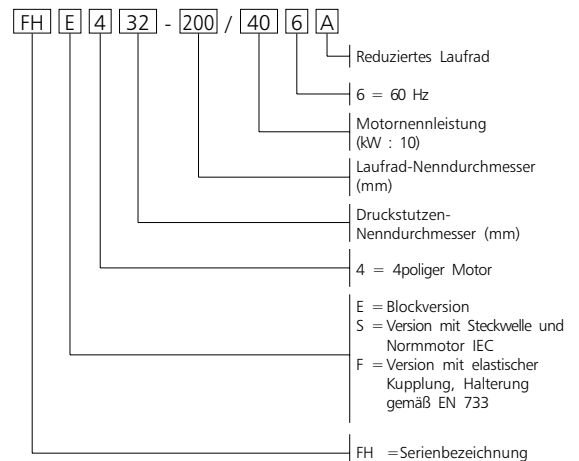 FH E 4 32 - 200 / 40 6 A
Reduziertes Laufrad
6 = 60 Hz
Motornennleistung
(kW : 10)
Laufrad-Nenndurchmesser
(mm)
Druckstutzen-
Nenndurchmesser (mm)
4 = 4poliger Motor
E = Blockversion
S = Version mit Steckwelle und
Normmotor IEC
F = Version mit elastischer
Kupplung, Halterung
gemäß EN 733
FH = Serienbezeichnung